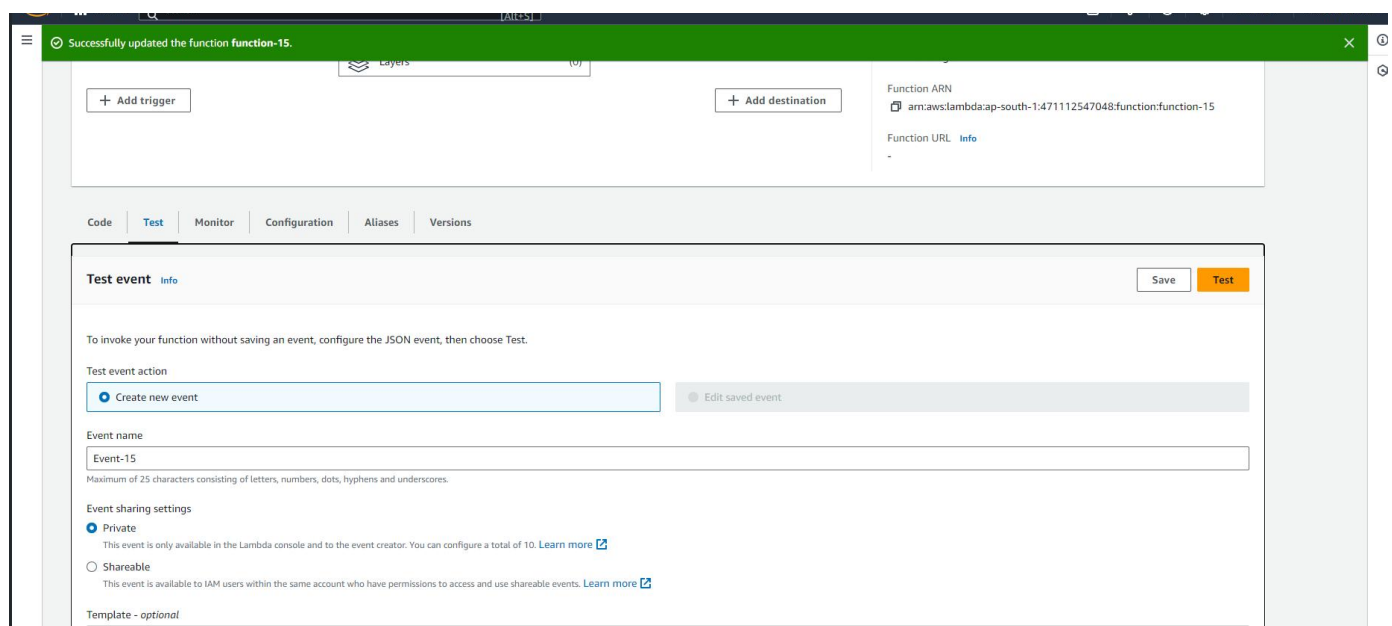 [Alt+S]
Successfully updated the function function-15.
Layers (0)
+ Add trigger
+ Add destination
Function ARN
arn:aws:lambda:ap-south-1:471112547048:function:function-15
Function URL Info
-
Code Test Monitor Configuration Aliases Versions
Test event Info
Save Test
To invoke your function without saving an event, configure the JSON event, then choose Test.
Test event action
Create new event
Edit saved event
Event name
Event-15
Maximum of 25 characters consisting of letters, numbers, dots, hyphens and underscores.
Event sharing settings
Private
This event is only available in the Lambda console and to the event creator. You can configure a total of 10. Learn more
Shareable
This event is available to IAM users within the same account who have permissions to access and use shareable events. Learn more
Template - optional